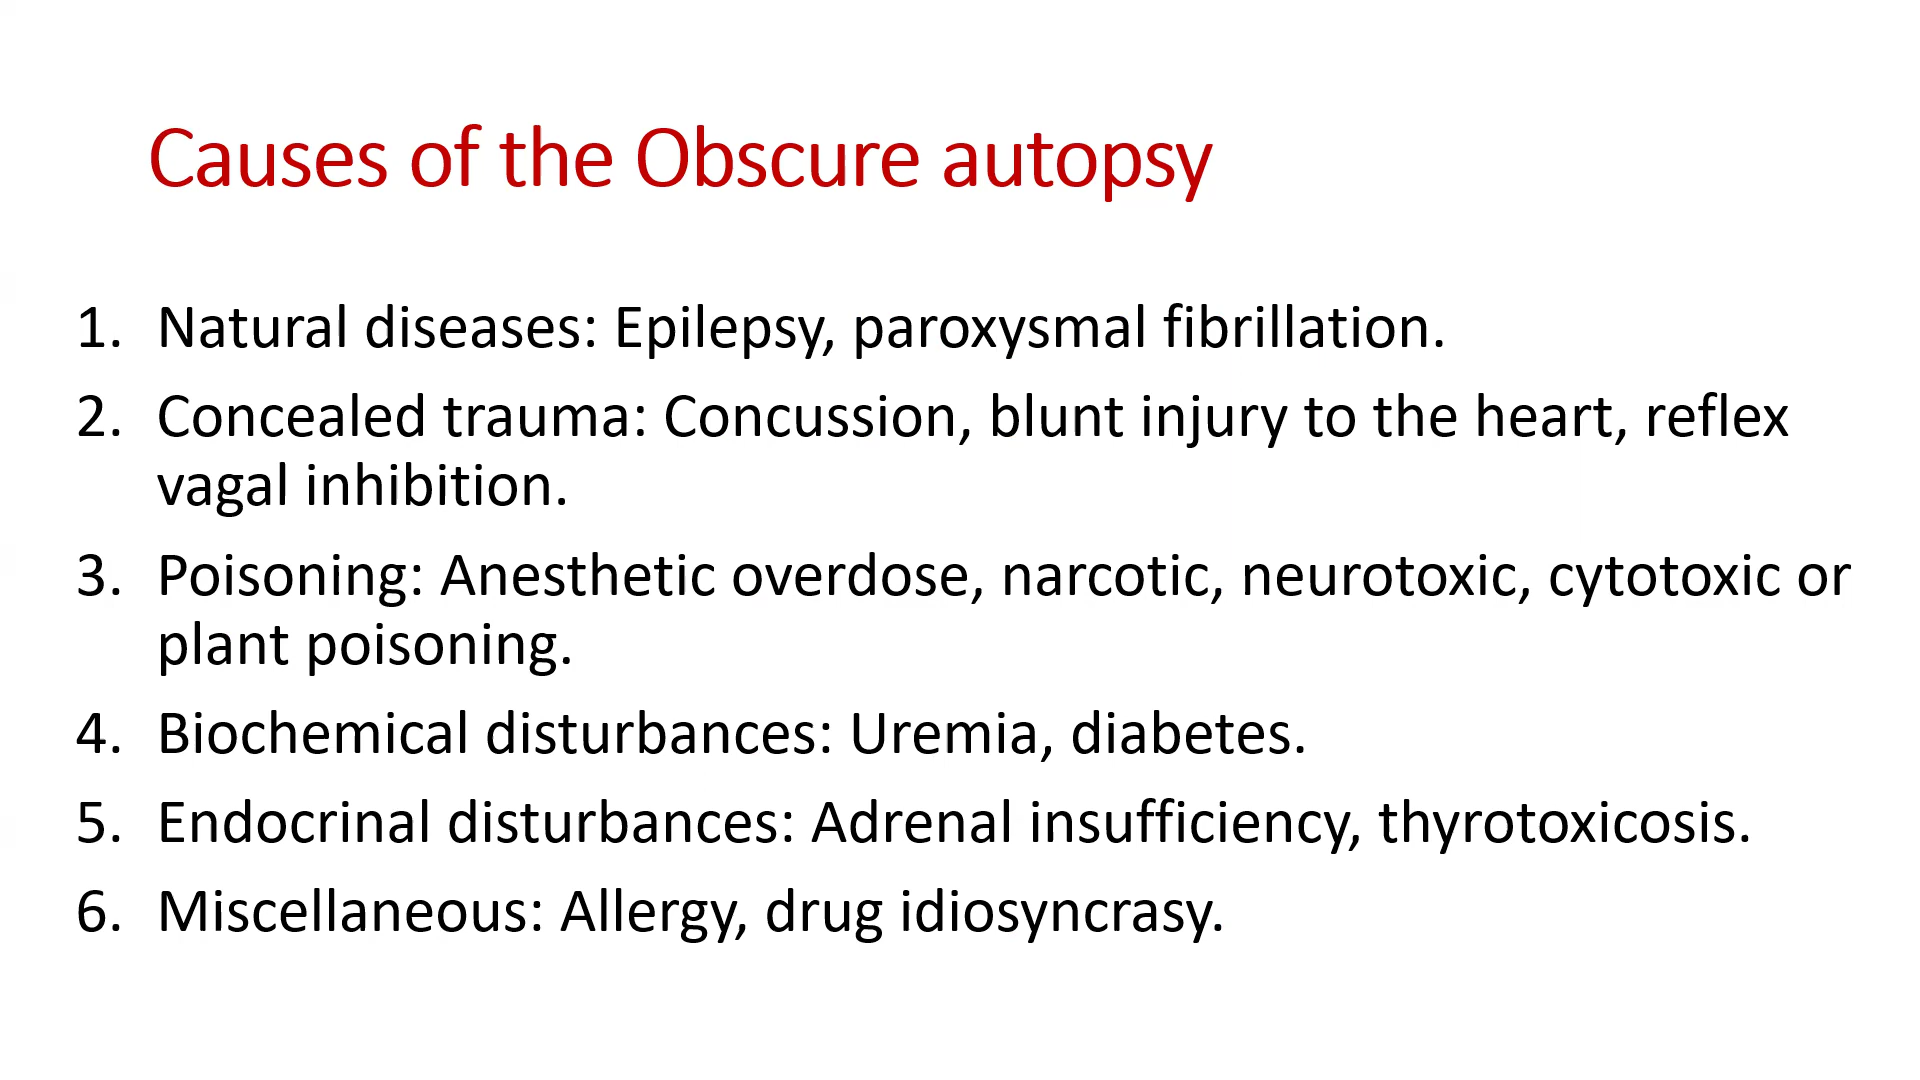 Causes of the Obscure autopsy
1. Natural diseases: Epilepsy, paroxysmal fibrillation.
2. Concealed trauma: Concussion, blunt injury to the heart, reflex
vagal inhibition.
3. Poisoning: Anesthetic overdose, narcotic, neurotoxic, cytotoxic or
plant poisoning.
4. Biochemical disturbances: Uremia, diabetes.
5. Endocrinal disturbances: Adrenal insufficiency, thyrotoxicosis.
6. Miscellaneous: Allergy, drug idiosyncrasy.